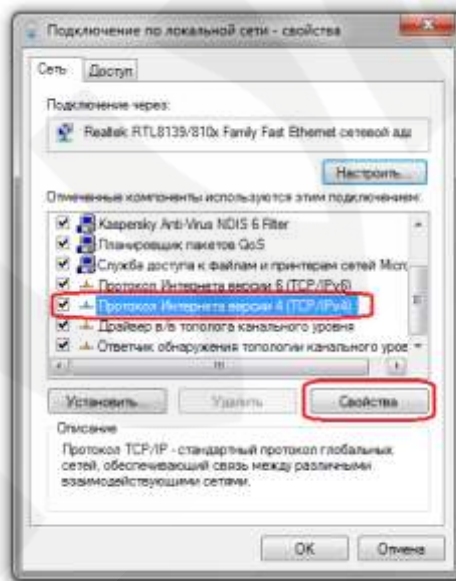 Подключение по локальной сети - свойства
Сеть Доступ
Подключение через:
Realtek RTL8139/810x Family Fast Ethernet сетевой ада
Настроить...
Отмеченные компоненты используются этим подключением:
Kaspersky Anti-Virus NDIS 6 Filter
Планировщик пакетов QoS
Служба доступа к файлам и принтерам сетей Micro
Протокол Интернета версии 6 (TCP/IPv6)
Протокол Интернета версии 4 (TCP/IPv4)
Драйвер в/в тополога канального уровня
Ответчик обнаружения топологии канального уров
Установить... Удалить Свойства
Описание
Протокол TCP/IP - стандартный протокол глобальных
сетей, обеспечивающий связь между различными
взаимодействующими сетями.
OK Отмена